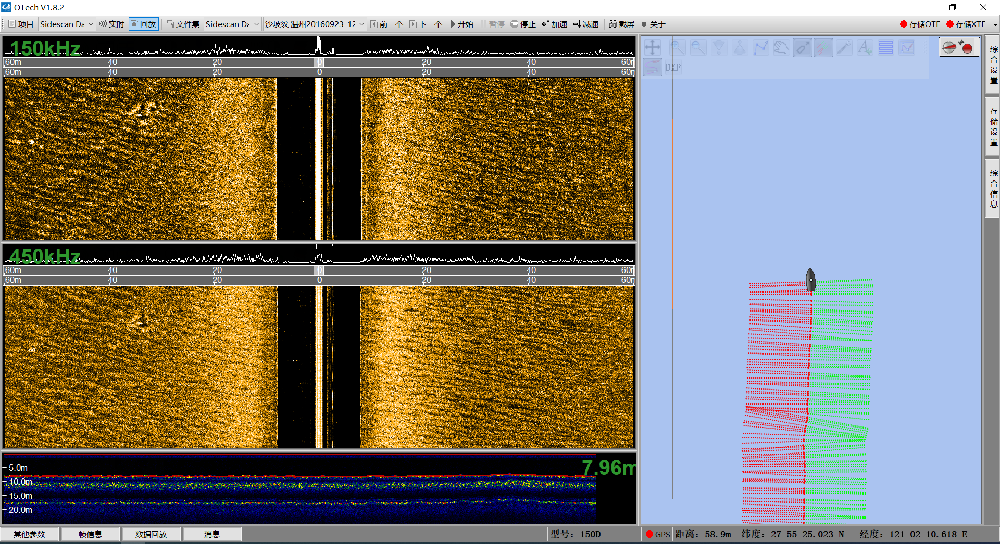 OTech V1.8.2
项目 Sidescan Da 实时 回放 文件集 Sidescan Da 沙坡纹 温州20160923_12 前一个 下一个 开始 暂停 STOP 停止 加速 减速 截屏 关于 存储OTF 存储XTF
150kHz
60m 40 20 0 20 40 60m
60m 40 20 0 20 40 60m
450kHz
60m 40 20 0 20 40 60m
60m 40 20 0 20 40 60m
7.96m
5.0m
10.0m
15.0m
20.0m
A
DXF
综合设置
存储设置
综合信息
其他参数 帧信息 数据回放 消息 型号: 150D GPS 距离: 58.9m 纬度: 27 55 25.023 N 经度: 121 02 10.618 E